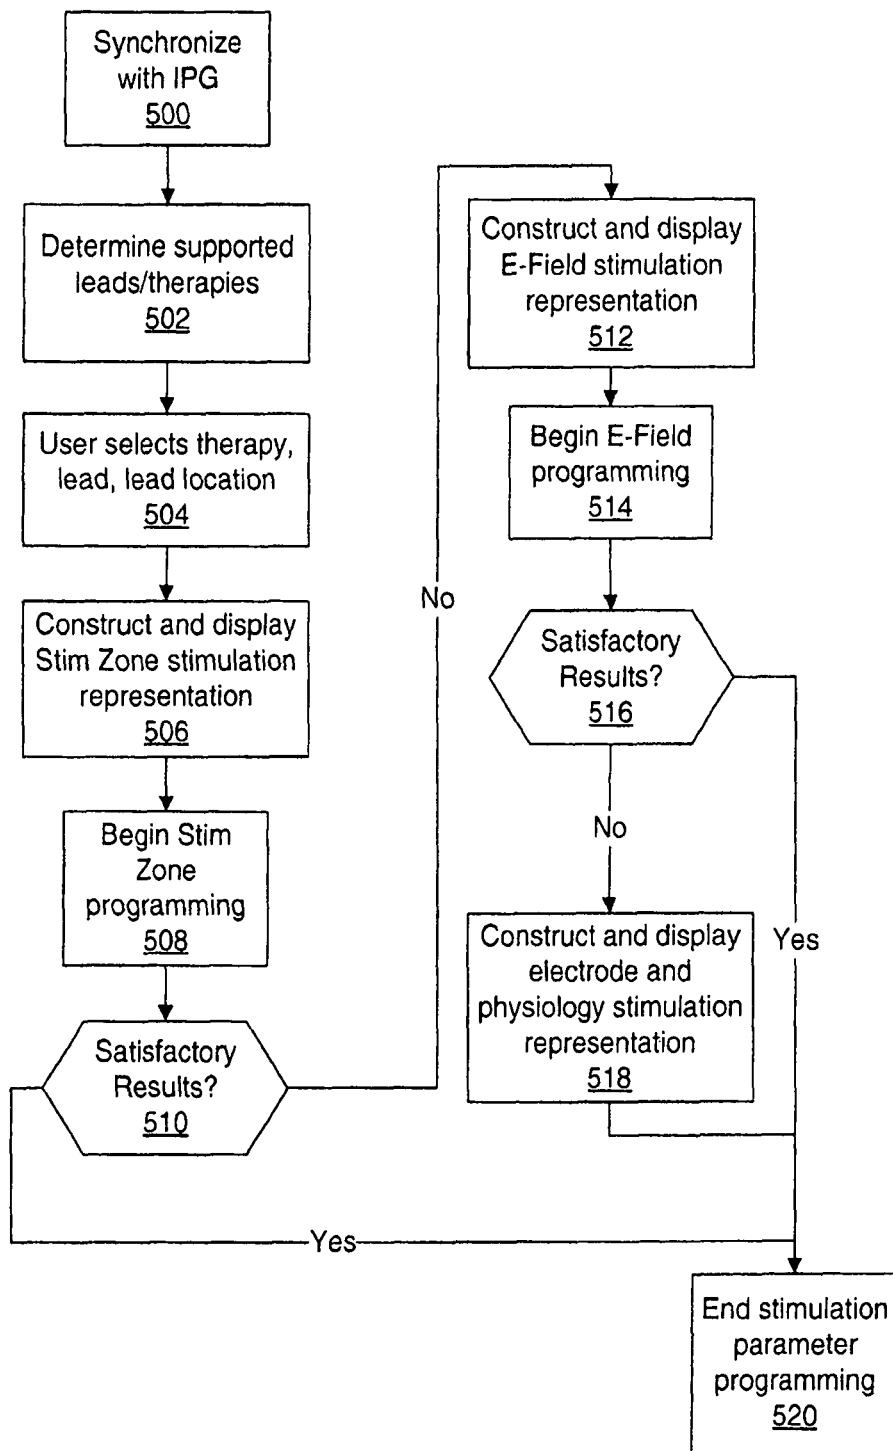 Synchronize
with IPG
500
Determine supported
leads/therapies
502
User selects therapy,
lead, lead location
504
Construct and display
Stim Zone stimulation
representation
506
Begin Stim
Zone
programming
508
Satisfactory
Results?
510
No
Yes
Construct and display
E-Field stimulation
representation
512
Begin E-Field
programming
514
Satisfactory
Results?
516
No
Yes
Construct and display
electrode and
physiology stimulation
representation
518
End stimulation
parameter
programming
520